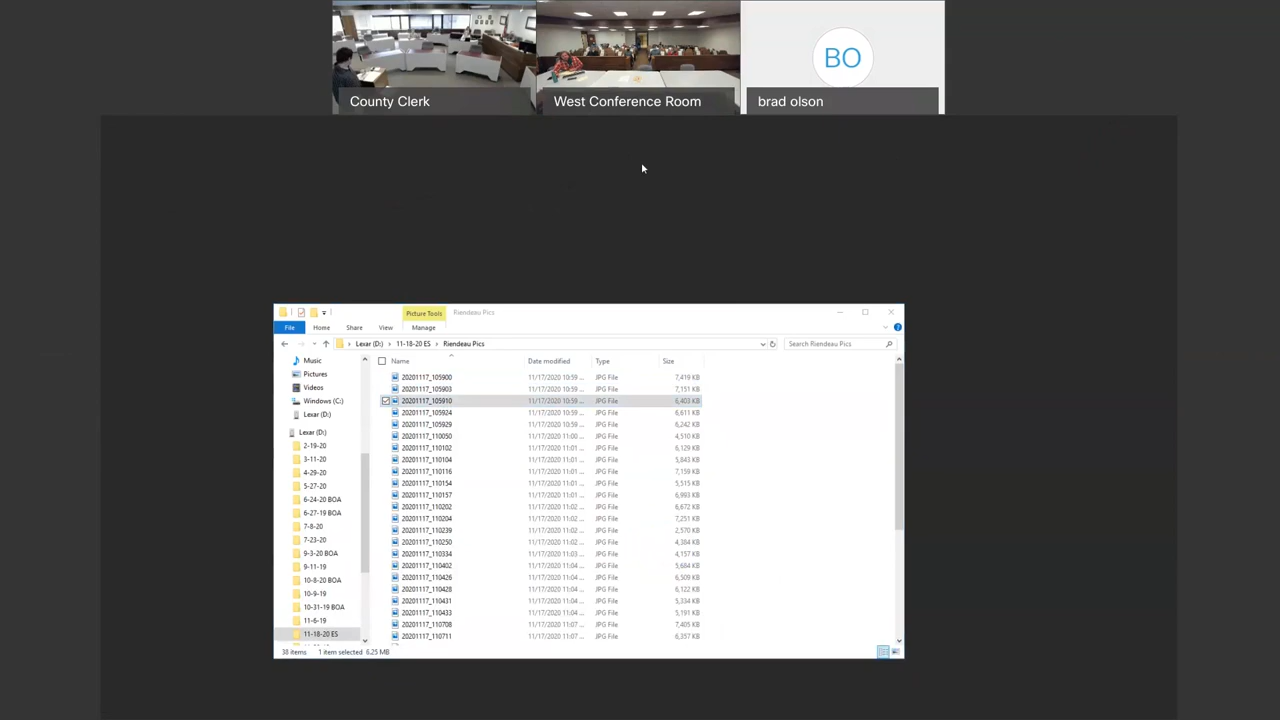 BO
County Clerk
West Conference Room
brad olson
Picture Tools
Riendeau Pics
File
Home
Share
View
Manage
Lexar (D:) > 11-18-20 ES > Riendeau Pics
Search Riendeau Pics
Name
Date modified
Type
Size
Music
Pictures
Videos
Windows (C:)
Lexar (D:)
Lexar (D:)
2-19-20
3-11-20
4-29-20
5-27-20
6-24-20 BOA
6-27-19 BOA
7-8-20
7-23-20
9-3-20 BOA
9-11-19
10-8-20 BOA
10-9-19
10-31-19 BOA
11-6-19
11-18-20 ES
20201117_105900 11/17/2020 10:59 ... JPG File 7,419 KB
20201117_105903 11/17/2020 10:59 ... JPG File 7,151 KB
20201117_105910 11/17/2020 10:59 ... JPG File 6,403 KB
20201117_105924 11/17/2020 10:59 ... JPG File 6,611 KB
20201117_105929 11/17/2020 10:59 ... JPG File 6,242 KB
20201117_110050 11/17/2020 11:00 ... JPG File 4,510 KB
20201117_110102 11/17/2020 11:01 ... JPG File 6,129 KB
20201117_110104 11/17/2020 11:01 ... JPG File 5,843 KB
20201117_110116 11/17/2020 11:01 ... JPG File 7,159 KB
20201117_110154 11/17/2020 11:01 ... JPG File 5,515 KB
20201117_110157 11/17/2020 11:01 ... JPG File 6,993 KB
20201117_110202 11/17/2020 11:02 ... JPG File 6,672 KB
20201117_110204 11/17/2020 11:02 ... JPG File 7,251 KB
20201117_110239 11/17/2020 11:02 ... JPG File 2,570 KB
20201117_110250 11/17/2020 11:02 ... JPG File 4,384 KB
20201117_110334 11/17/2020 11:03 ... JPG File 4,157 KB
20201117_110402 11/17/2020 11:04 ... JPG File 5,684 KB
20201117_110426 11/17/2020 11:04 ... JPG File 6,509 KB
20201117_110428 11/17/2020 11:04 ... JPG File 6,122 KB
20201117_110431 11/17/2020 11:04 ... JPG File 5,334 KB
20201117_110433 11/17/2020 11:04 ... JPG File 5,191 KB
20201117_110708 11/17/2020 11:07 ... JPG File 7,405 KB
20201117_110711 11/17/2020 11:07 ... JPG File 6,357 KB
38 items 1 item selected 6.25 MB